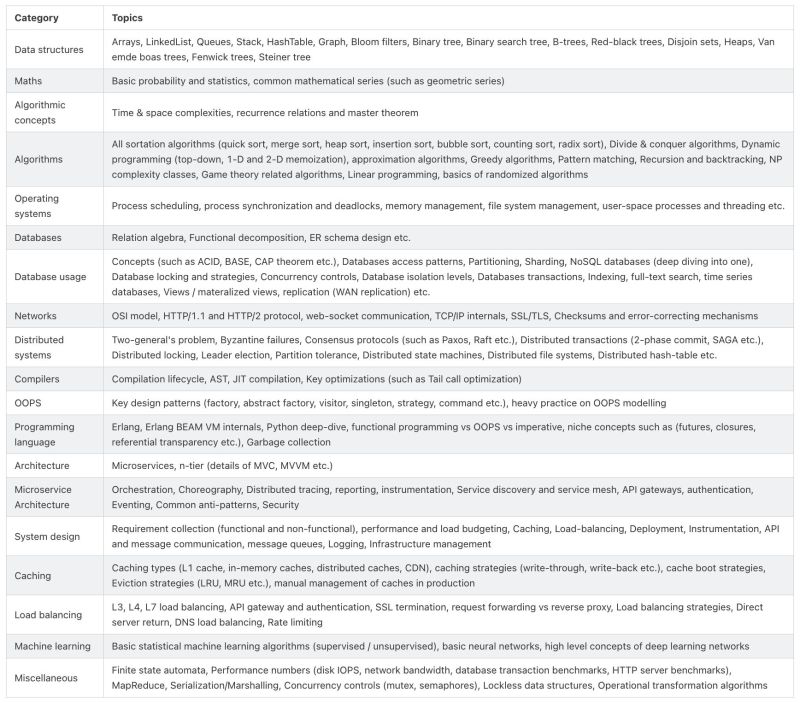 Category Topics
Data structures
Arrays, LinkedList, Queues, Stack, HashTable, Graph, Bloom filters, Binary tree, Binary search tree, B-trees, Red-black trees, Disjoin sets, Heaps, Van
emde boas trees, Fenwick trees, Steiner tree
Maths
Basic probability and statistics, common mathematical series (such as geometric series)
Algorithmic
concepts
Time & space complexities, recurrence relations and master theorem
Algorithms
All sortation algorithms (quick sort, merge sort, heap sort, insertion sort, bubble sort, counting sort, radix sort), Divide & conquer algorithms, Dynamic
programming (top-down, 1-D and 2-D memoization), approximation algorithms, Greedy algorithms, Pattern matching, Recursion and backtracking, NP
complexity classes, Game theory related algorithms, Linear programming, basics of randomized algorithms
Operating
systems
Process scheduling, process synchronization and deadlocks, memory management, file system management, user-space processes and threading etc.
Databases
Relation algebra, Functional decomposition, ER schema design etc.
Database usage
Concepts (such as ACID, BASE, CAP theorem etc.), Databases access patterns, Partitioning, Sharding, NoSQL databases (deep diving into one),
Database locking and strategies, Concurrency controls, Database isolation levels, Databases transactions, Indexing, full-text search, time series
databases, Views / materalized views, replication (WAN replication) etc.
Networks
OSI model, HTTP/1.1 and HTTP/2 protocol, web-socket communication, TCP/IP internals, SSL/TLS, Checksums and error-correcting mechanisms
Distributed
systems
Two-general's problem, Byzantine failures, Consensus protocols (such as Paxos, Raft etc.), Distributed transactions (2-phase commit, SAGA etc.),
Distributed locking, Leader election, Partition tolerance, Distributed state machines, Distributed file systems, Distributed hash-table etc.
Compilers
Compilation lifecycle, AST, JIT compilation, Key optimizations (such as Tail call optimization)
OOPS
Key design patterns (factory, abstract factory, visitor, singleton, strategy, command etc.), heavy practice on OOPS modelling
Programming
language
Erlang, Erlang BEAM VM internals, Python deep-dive, functional programming vs OOPS vs imperative, niche concepts such as (futures, closures,
referential transparency etc.), Garbage collection
Architecture
Microservices, n-tier (details of MVC, MVVM etc.)
Microservice
Architecture
Orchestration, Choreography, Distributed tracing, reporting, instrumentation, Service discovery and service mesh, API gateways, authentication,
Eventing, Common anti-patterns, Security
System design
Requirement collection (functional and non-functional), performance and load budgeting, Caching, Load-balancing, Deployment, Instrumentation, API
and message communication, message queues, Logging, Infrastructure management
Caching
Caching types (L1 cache, in-memory caches, distributed caches, CDN), caching strategies (write-through, write-back etc.), cache boot strategies,
Eviction strategies (LRU, MRU etc.), manual management of caches in production
Load balancing
L3, L4, L7 load balancing, API gateway and authentication, SSL termination, request forwarding vs reverse proxy, Load balancing strategies, Direct
server return, DNS load balancing, Rate limiting
Machine learning
Basic statistical machine learning algorithms (supervised / unsupervised), basic neural networks, high level concepts of deep learning networks
Miscellaneous
Finite state automata, Performance numbers (disk IOPS, network bandwidth, database transaction benchmarks, HTTP server benchmarks),
MapReduce, Serialization/Marshalling, Concurrency controls (mutex, semaphores), Lockless data structures, Operational transformation algorithms